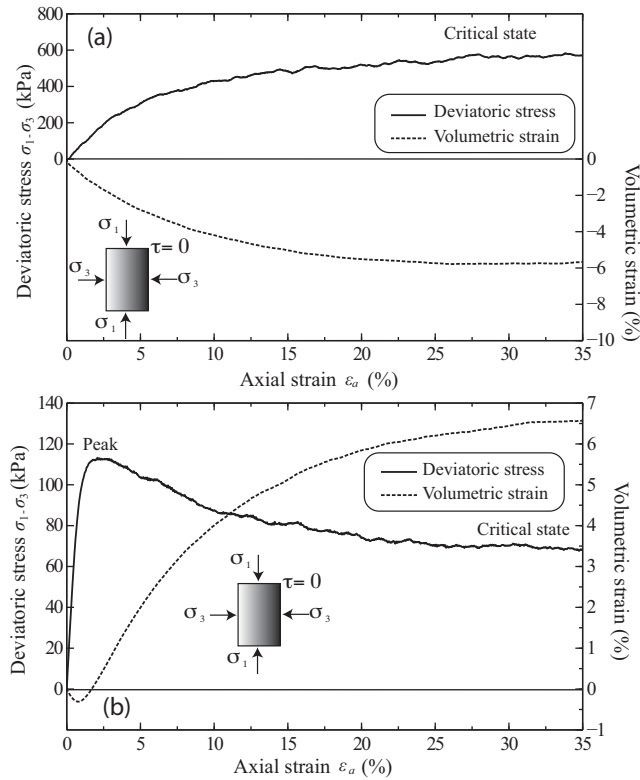 (a)
800
600
400
200
0
Deviatoric stress σ1-σ3 (kPa)
Critical state
Deviatoric stress
Volumetric strain
0
−2
−4
−6
−8
−10
Volumetric strain (%)
σ1
τ= 0
σ3
σ3
σ1
0 5 10 15 20 25 30 35
Axial strain εa (%)
140
120
100
80
60
40
20
0
Deviatoric stress σ1-σ3 (kPa)
Peak
Deviatoric stress
Volumetric strain
Critical state
7
6
5
4
3
2
1
0
−1
Volumetric strain (%)
σ1
τ= 0
σ3
σ3
σ1
(b)
0 5 10 15 20 25 30 35
Axial strain εa (%)